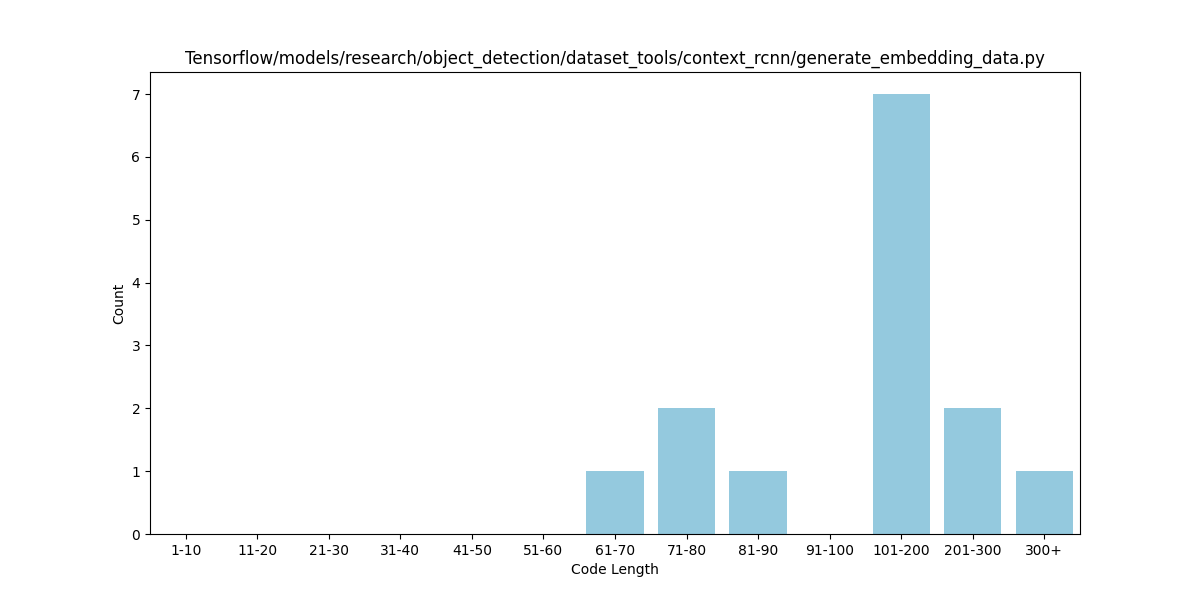 Tensorflow/models/research/object_detection/dataset_tools/context_rcnn/generate_embedding_data.py
7
6
5
4
3
2
1
0
Count
1-10 11-20 21-30 31-40 41-50 51-60 61-70 71-80 81-90 91-100 101-200 201-300 300+
Code Length